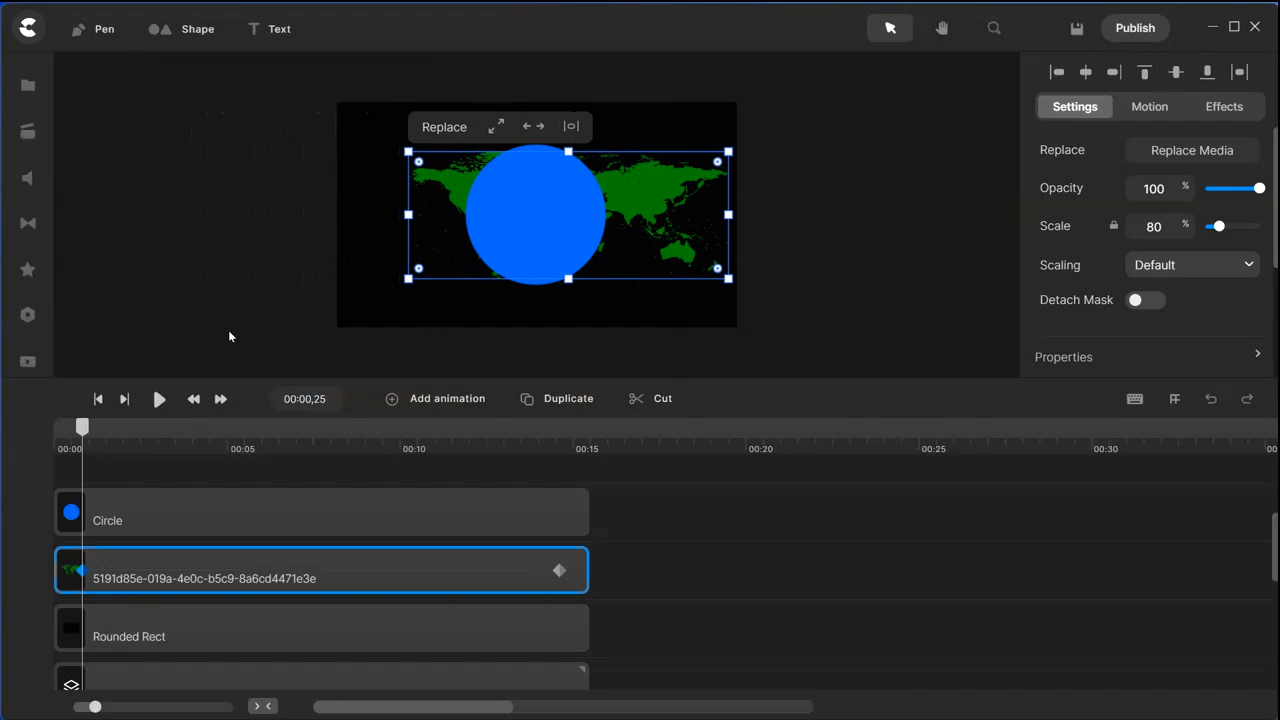 Pen Shape Text Publish
Replace
Settings Motion Effects
Replace Replace Media
Opacity 100 %
Scale 80 %
Scaling Default
Detach Mask
Properties
00:00,25 Add animation Duplicate Cut
00:00 00:05 00:10 00:15 00:20 00:25 00:30 00
Circle
5191d85e-019a-4e0c-b5c9-8a6cd4471e3e
Rounded Rect